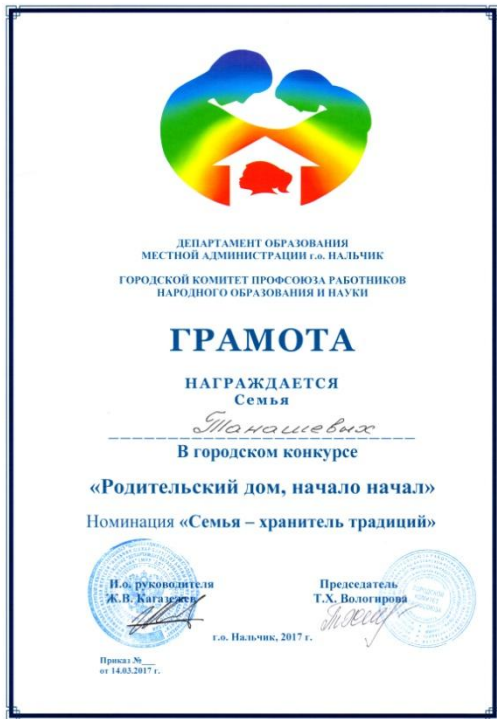 ДЕПАРТАМЕНТ ОБРАЗОВАНИЯ
МЕСТНОЙ АДМИНИСТРАЦИИ г.о. НАЛЬЧИК
ГОРОДСКОЙ КОМИТЕТ ПРОФСОЮЗА РАБОТНИКОВ
НАРОДНОГО ОБРАЗОВАНИЯ И НАУКИ
ГРАМОТА
НАГРАЖДАЕТСЯ
Семья
Танашевых
В городском конкурсе
«Родительский дом, начало начал»
Номинация «Семья – хранитель традиций»
И.о. руководителя
Ж.В. Кагазежев
Председатель
Т.Х. Вологирова
г.о. Нальчик, 2017 г.
Приказ №___
от 14.03.2017 г.